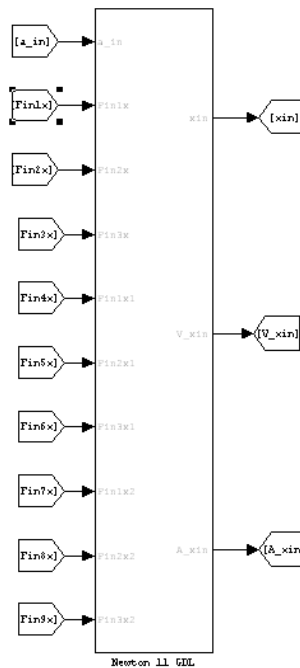 [a_in] a_in
[Fin1x] Fin1x
xin [xin]
[Fin2x] Fin2x
Fin3x] Fin3x
Fin4x] Fin1x1
V_xin [V_xin]
Fin5x] Fin2x1
Fin6x] Fin3x1
Fin7x] Fin1x2
Fin8x] Fin2x2
A_xin [A_xin
Fin9x] Fin3x2
Newton 11 GDL